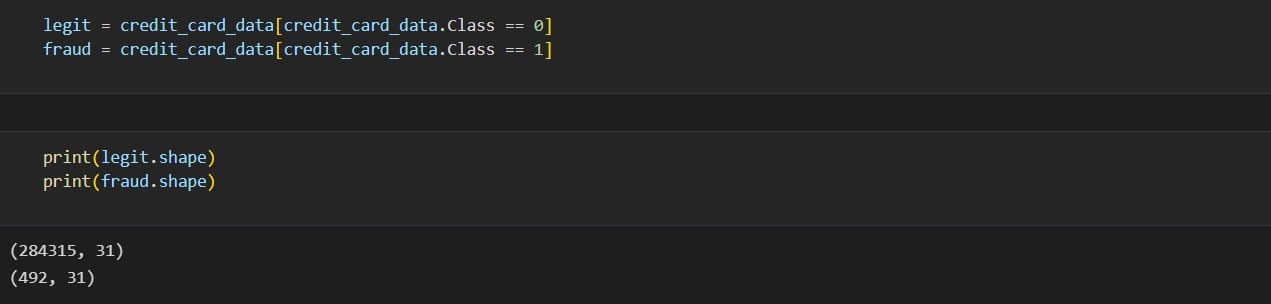 legit = credit_card_data[credit_card_data.Class == 0]
fraud = credit_card_data[credit_card_data.Class == 1]
print(legit.shape)
print(fraud.shape)
(284315, 31)
(492, 31)